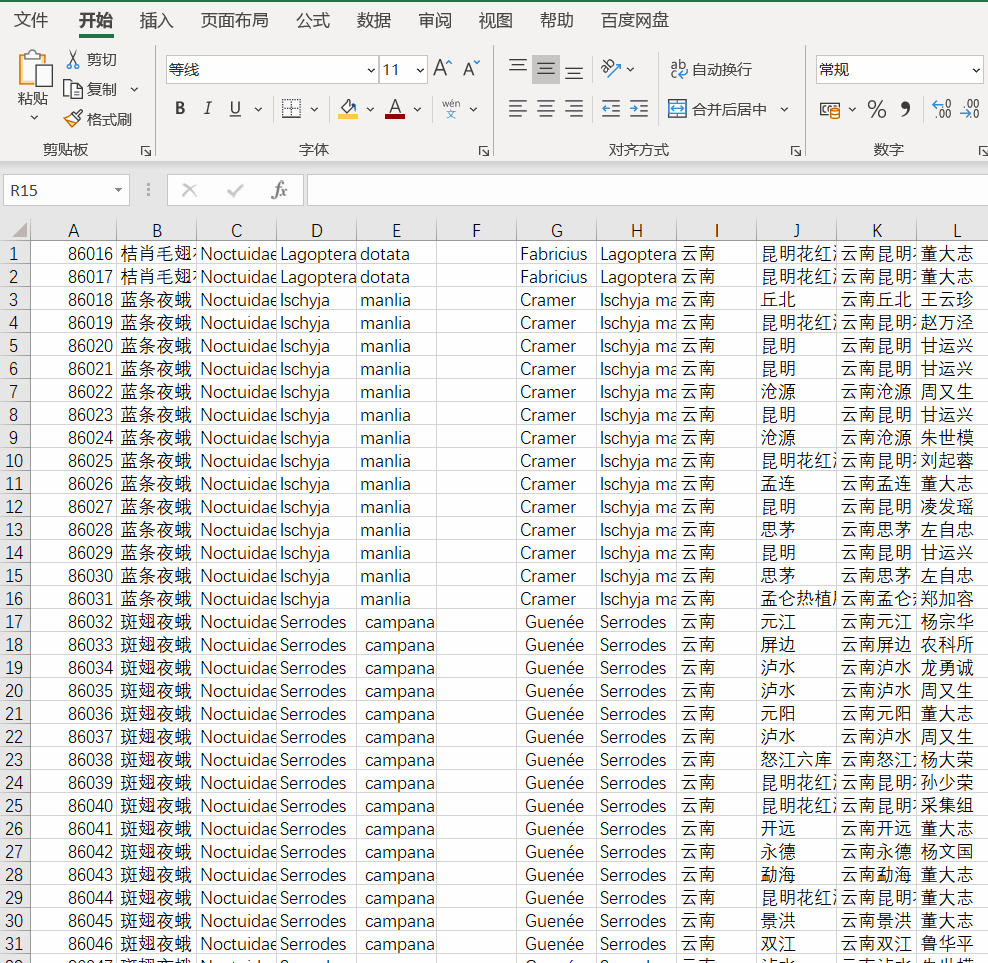 文件 开始 插入 页面布局 公式 数据 审阅 视图 帮助 百度网盘
粘贴 剪切 复制 格式刷 剪贴板
等线 11 A A B I U A wén 文 字体
自动换行 合并后居中 对齐方式
常规 % 数字
R15 fx
A B C D E F G H I J K L
1 86016 桔肖毛翅 Noctuidae Lagoptera dotata Fabricius Lagoptera 云南 昆明花红 云南昆明 董大志
2 86017 桔肖毛翅 Noctuidae Lagoptera dotata Fabricius Lagoptera 云南 昆明花红 云南昆明 董大志
3 86018 蓝条夜蛾 Noctuidae Ischyja manlia Cramer Ischyja ma 云南 丘北 云南丘北 王云珍
4 86019 蓝条夜蛾 Noctuidae Ischyja manlia Cramer Ischyja ma 云南 昆明花红 云南昆明 赵万泾
5 86020 蓝条夜蛾 Noctuidae Ischyja manlia Cramer Ischyja ma 云南 昆明 云南昆明 甘运兴
6 86021 蓝条夜蛾 Noctuidae Ischyja manlia Cramer Ischyja ma 云南 昆明 云南昆明 甘运兴
7 86022 蓝条夜蛾 Noctuidae Ischyja manlia Cramer Ischyja ma 云南 沧源 云南沧源 周又生
8 86023 蓝条夜蛾 Noctuidae Ischyja manlia Cramer Ischyja ma 云南 昆明 云南昆明 甘运兴
9 86024 蓝条夜蛾 Noctuidae Ischyja manlia Cramer Ischyja ma 云南 沧源 云南沧源 朱世模
10 86025 蓝条夜蛾 Noctuidae Ischyja manlia Cramer Ischyja ma 云南 昆明花红 云南昆明 刘起蓉
11 86026 蓝条夜蛾 Noctuidae Ischyja manlia Cramer Ischyja ma 云南 孟连 云南孟连 董大志
12 86027 蓝条夜蛾 Noctuidae Ischyja manlia Cramer Ischyja ma 云南 昆明 云南昆明 凌发瑶
13 86028 蓝条夜蛾 Noctuidae Ischyja manlia Cramer Ischyja ma 云南 思茅 云南思茅 左自忠
14 86029 蓝条夜蛾 Noctuidae Ischyja manlia Cramer Ischyja ma 云南 昆明 云南昆明 甘运兴
15 86030 蓝条夜蛾 Noctuidae Ischyja manlia Cramer Ischyja ma 云南 思茅 云南思茅 左自忠
16 86031 蓝条夜蛾 Noctuidae Ischyja manlia Cramer Ischyja ma 云南 孟仑热植 云南孟仑 郑加容
17 86032 斑翅夜蛾 Noctuidae Serrodes campana Guenée Serrodes 云南 元江 云南元江 杨宗华
18 86033 斑翅夜蛾 Noctuidae Serrodes campana Guenée Serrodes 云南 屏边 云南屏边 农科所
19 86034 斑翅夜蛾 Noctuidae Serrodes campana Guenée Serrodes 云南 泸水 云南泸水 龙勇诚
20 86035 斑翅夜蛾 Noctuidae Serrodes campana Guenée Serrodes 云南 泸水 云南泸水 周又生
21 86036 斑翅夜蛾 Noctuidae Serrodes campana Guenée Serrodes 云南 元阳 云南元阳 董大志
22 86037 斑翅夜蛾 Noctuidae Serrodes campana Guenée Serrodes 云南 泸水 云南泸水 周又生
23 86038 斑翅夜蛾 Noctuidae Serrodes campana Guenée Serrodes 云南 怒江六库 云南怒江 杨大荣
24 86039 斑翅夜蛾 Noctuidae Serrodes campana Guenée Serrodes 云南 昆明花红 云南昆明 孙少荣
25 86040 斑翅夜蛾 Noctuidae Serrodes campana Guenée Serrodes 云南 昆明花红 云南昆明 采集组
26 86041 斑翅夜蛾 Noctuidae Serrodes campana Guenée Serrodes 云南 开远 云南开远 董大志
27 86042 斑翅夜蛾 Noctuidae Serrodes campana Guenée Serrodes 云南 永德 云南永德 杨文国
28 86043 斑翅夜蛾 Noctuidae Serrodes campana Guenée Serrodes 云南 勐海 云南勐海 董大志
29 86044 斑翅夜蛾 Noctuidae Serrodes campana Guenée Serrodes 云南 昆明花红 云南昆明 董大志
30 86045 斑翅夜蛾 Noctuidae Serrodes campana Guenée Serrodes 云南 景洪 云南景洪 董大志
31 86046 斑翅夜蛾 Noctuidae Serrodes campana Guenée Serrodes 云南 双江 云南双江 鲁华平